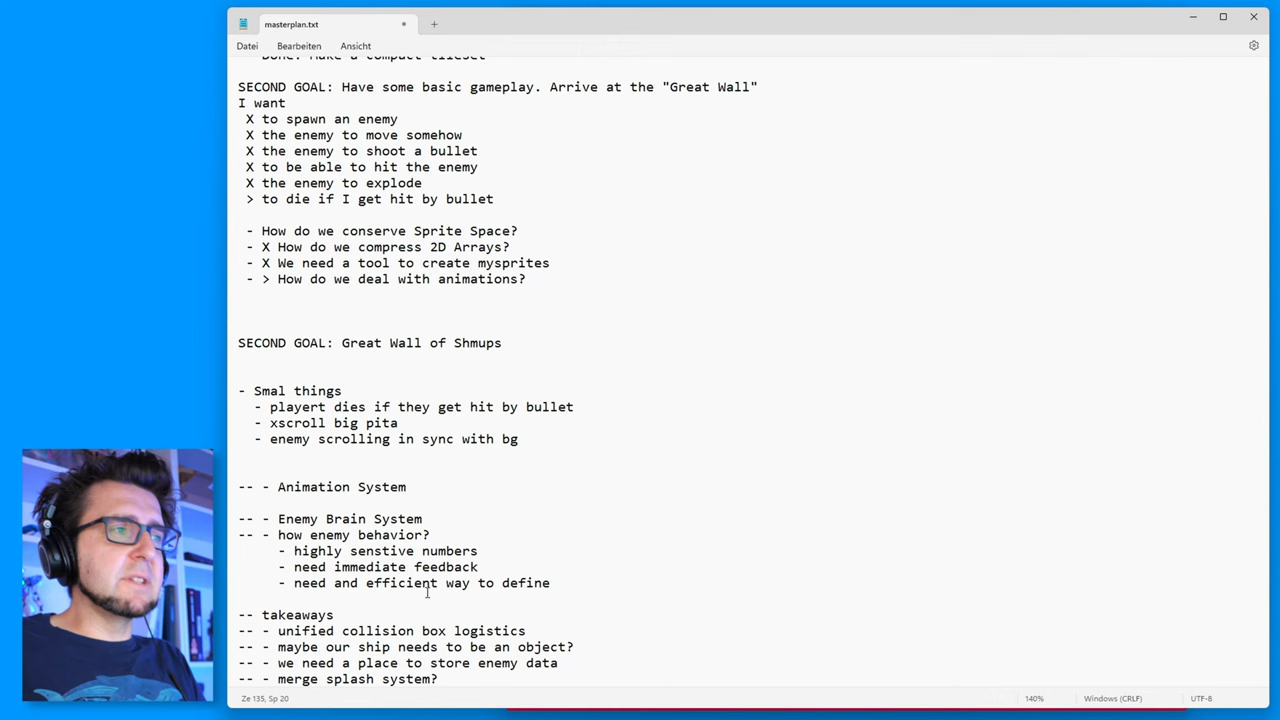 masterplan.txt
Datei Bearbeiten Ansicht
Done: Make a compact tileset
SECOND GOAL: Have some basic gameplay. Arrive at the "Great Wall"
I want
X to spawn an enemy
X the enemy to move somehow
X the enemy to shoot a bullet
X to be able to hit the enemy
X the enemy to explode
> to die if I get hit by bullet
- How do we conserve Sprite Space?
- X How do we compress 2D Arrays?
- X We need a tool to create mysprites
- > How do we deal with animations?
SECOND GOAL: Great Wall of Shmups
- Smal things
- playert dies if they get hit by bullet
- xscroll big pita
- enemy scrolling in sync with bg
-- - Animation System
-- - Enemy Brain System
-- - how enemy behavior?
- highly senstive numbers
- need immediate feedback
- need and efficient way to define
-- takeaways
-- - unified collision box logistics
-- - maybe our ship needs to be an object?
-- - we need a place to store enemy data
-- - merge splash system?
Ze 135, Sp 20 140% Windows (CRLF) UTF-8